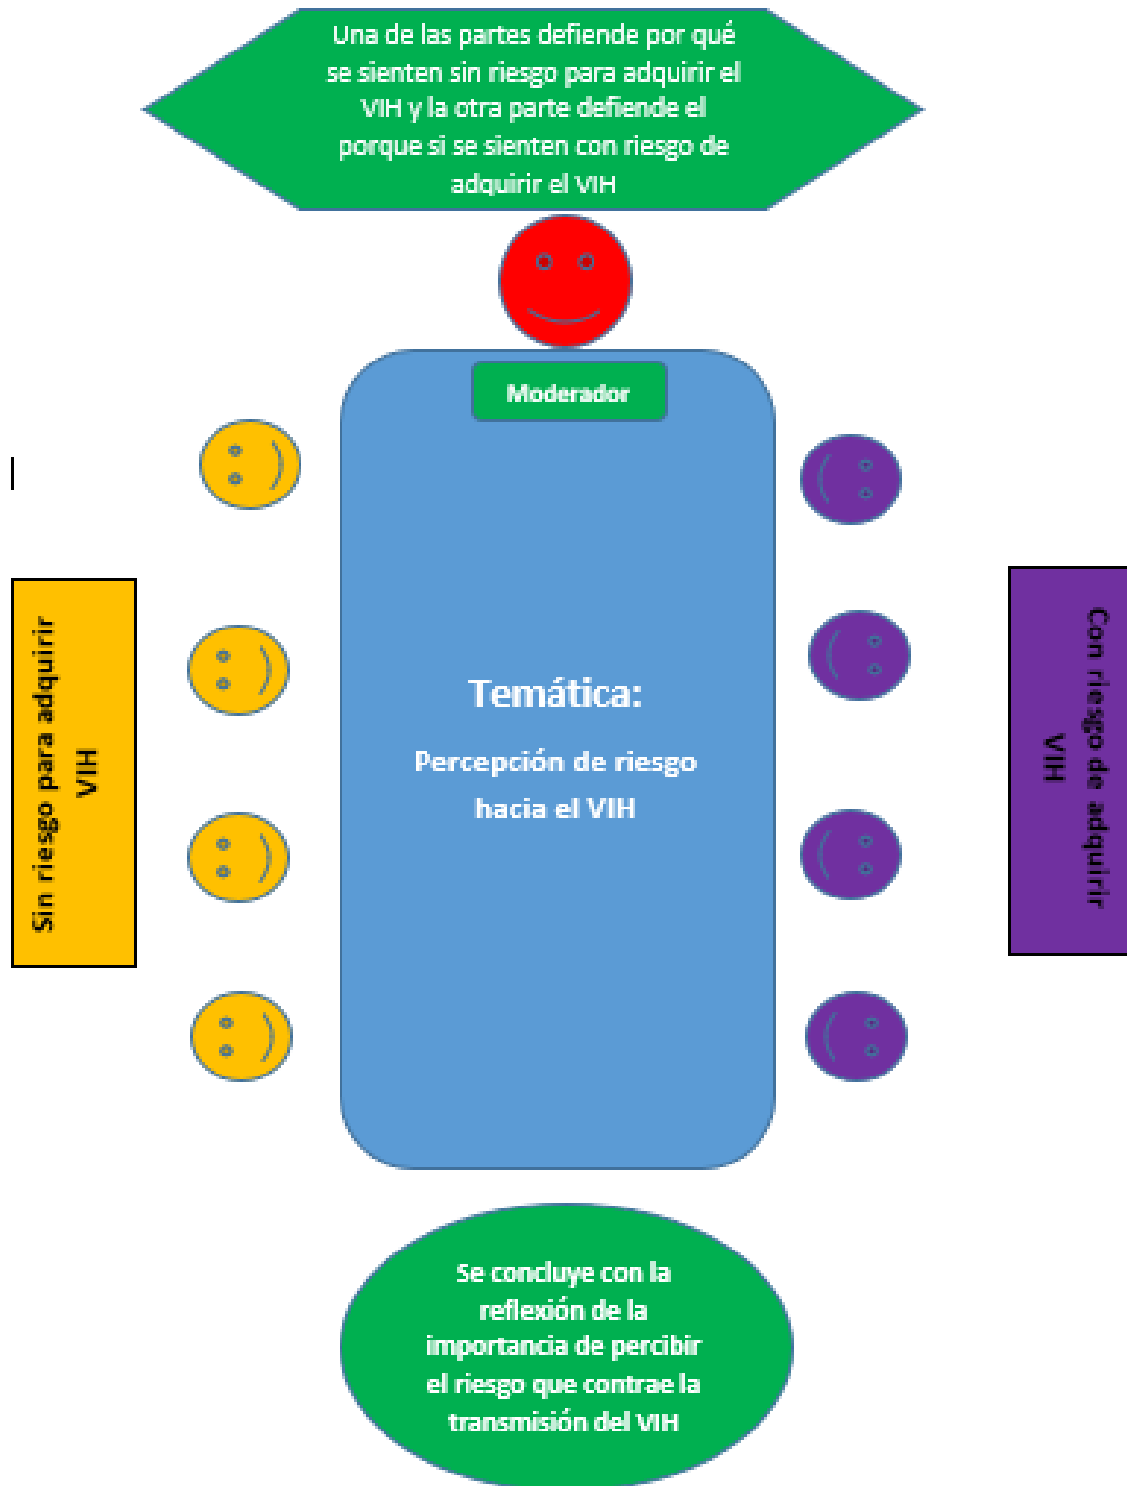 Una de las partes defiende por qué
se sienten sin riesgo para adquirir el
VIH y la otra parte defiende el
porque si se sienten con riesgo de
adquirir el VIH
Moderador
Sin riesgo para adquirir
VIH
Temática:
Percepción de riesgo
hacia el VIH
Con riesgo de adquirir
VIH
Se concluye con la
reflexión de la
importancia de percibir
el riesgo que contrae la
transmisión del VIH